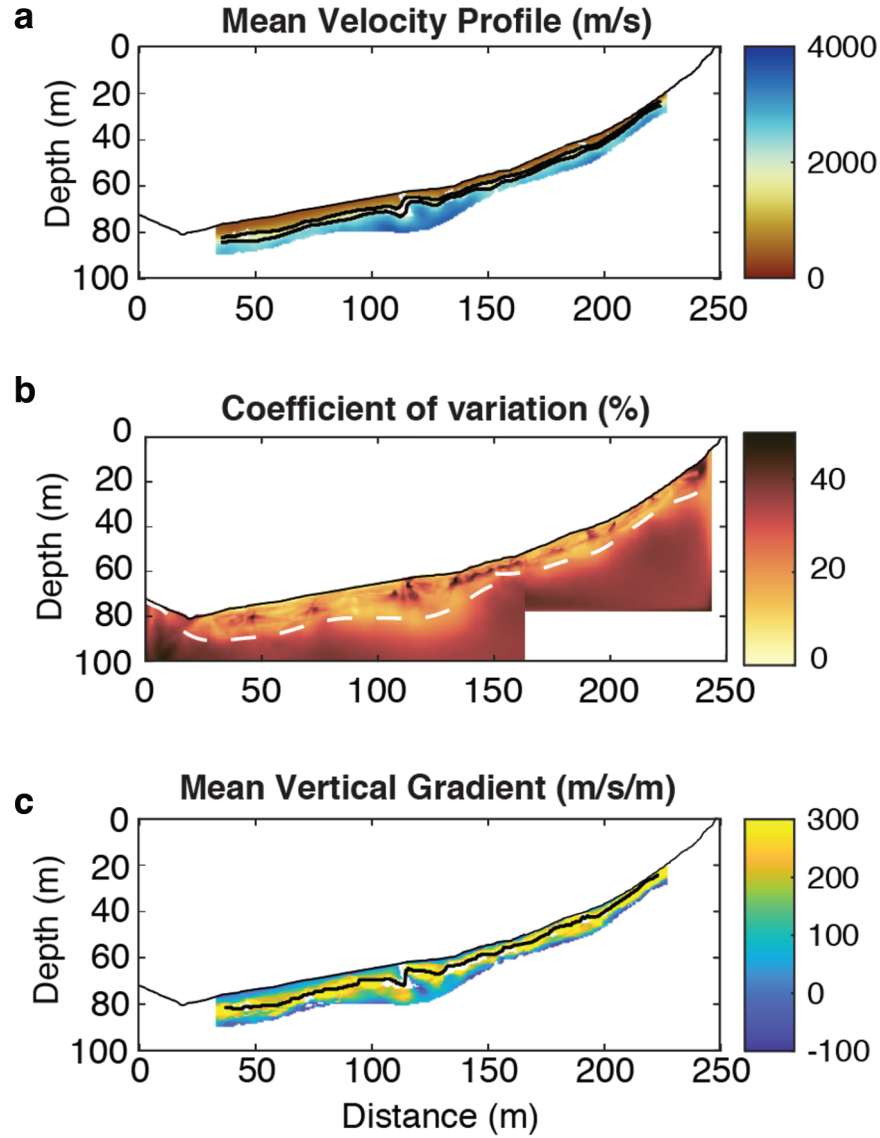 a
Mean Velocity Profile (m/s)
0
20
40
60
80
100
Depth (m)
0 50 100 150 200 250
4000
2000
0
b
Coefficient of variation (%)
0
20
40
60
80
100
Depth (m)
0 50 100 150 200 250
40
20
0
c
Mean Vertical Gradient (m/s/m)
0
20
40
60
80
100
Depth (m)
0 50 100 150 200 250
Distance (m)
300
200
100
0
-100